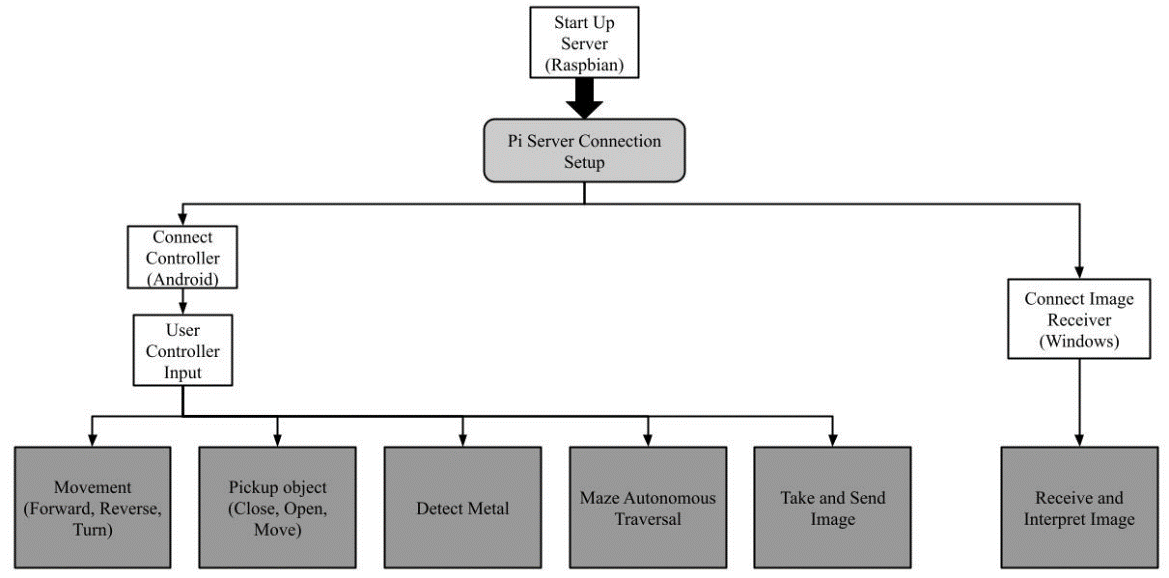 Start Up
Server
(Raspbian)
Pi Server Connection
Setup
Connect
Controller
(Android)
Connect Image
Receiver
(Windows)
User
Controller
Input
Movement
(Forward, Reverse,
Turn)
Pickup object
(Close, Open,
Move)
Detect Metal
Maze Autonomous
Traversal
Take and Send
Image
Receive and
Interpret Image